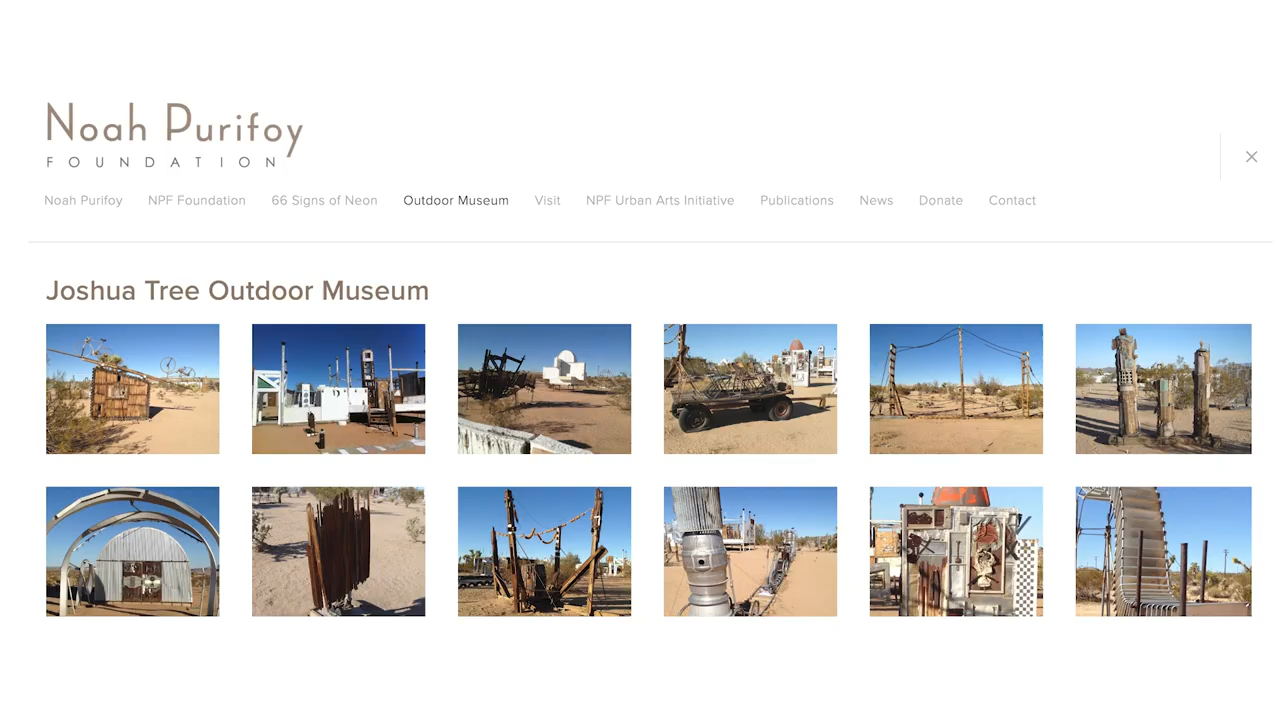 Noah Purifoy
FOUNDATION
Noah Purifoy NPF Foundation 66 Signs of Neon Outdoor Museum Visit NPF Urban Arts Initiative Publications News Donate Contact
Joshua Tree Outdoor Museum